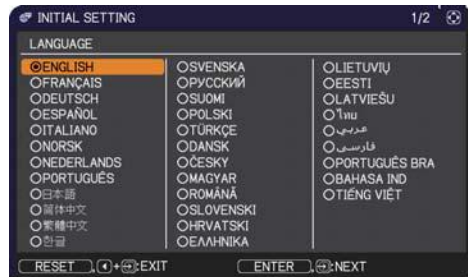 INITIAL SETTING 1/2
LANGUAGE
ENGLISH
FRANÇAIS
DEUTSCH
ESPAÑOL
ITALIANO
NORSK
NEDERLANDS
PORTUGUÊS
日本語
简体中文
繁體中文
한글
SVENSKA
РУССКИЙ
SUOMI
POLSKI
TÜRKÇE
DANSK
ČESKY
MAGYAR
ROMÂNĂ
SLOVENSKI
HRVATSKI
ΕΛΛΗΝΙΚΑ
LIETUVIŲ
EESTI
LATVIEŠU
ไทย
عربي
فارسی
PORTUGUÊS BRA
BAHASA IND
TIẾNG VIỆT
RESET , + :EXIT ENTER , :NEXT